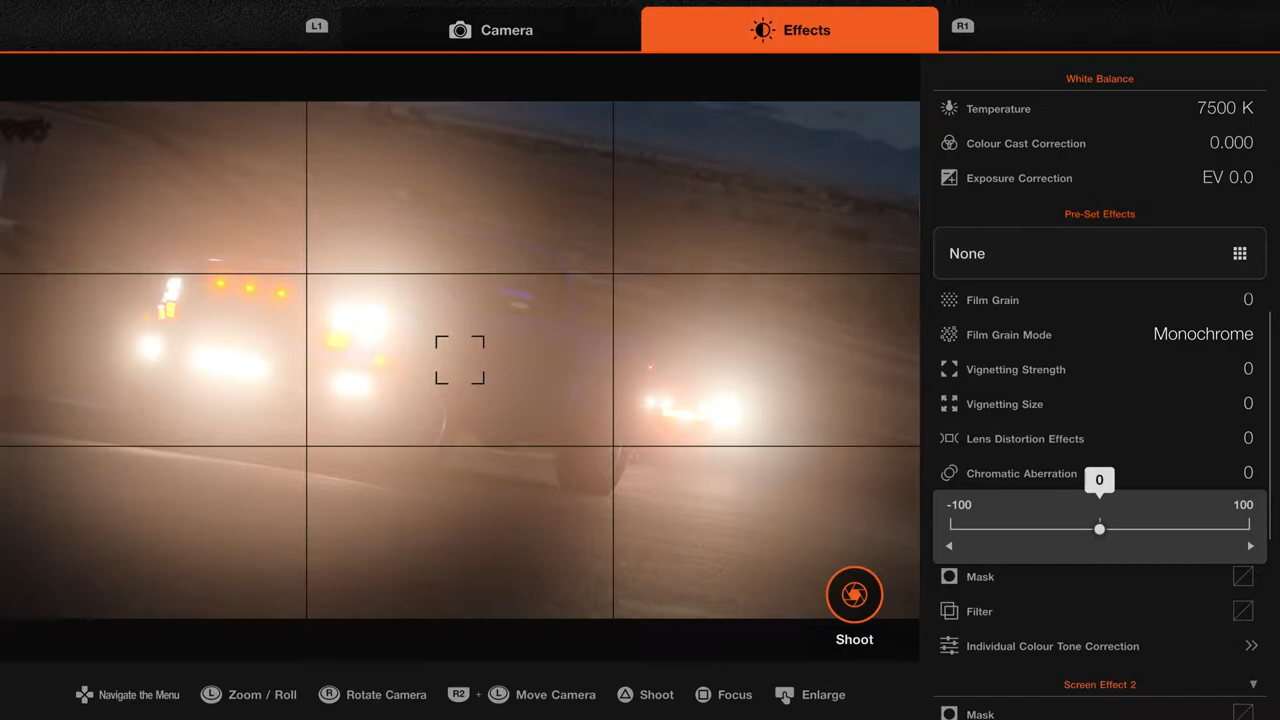 L1
Camera
Effects
R1
White Balance
Temperature 7500 K
Colour Cast Correction 0.000
Exposure Correction EV 0.0
Pre-Set Effects
None
Film Grain 0
Film Grain Mode Monochrome
Vignetting Strength 0
Vignetting Size 0
Lens Distortion Effects 0
Chromatic Aberration 0
0
-100 100
Mask
Filter
Individual Colour Tone Correction
Screen Effect 2
Mask
Shoot
Navigate the Menu L Zoom / Roll R Rotate Camera R2 + L Move Camera Shoot Focus Enlarge